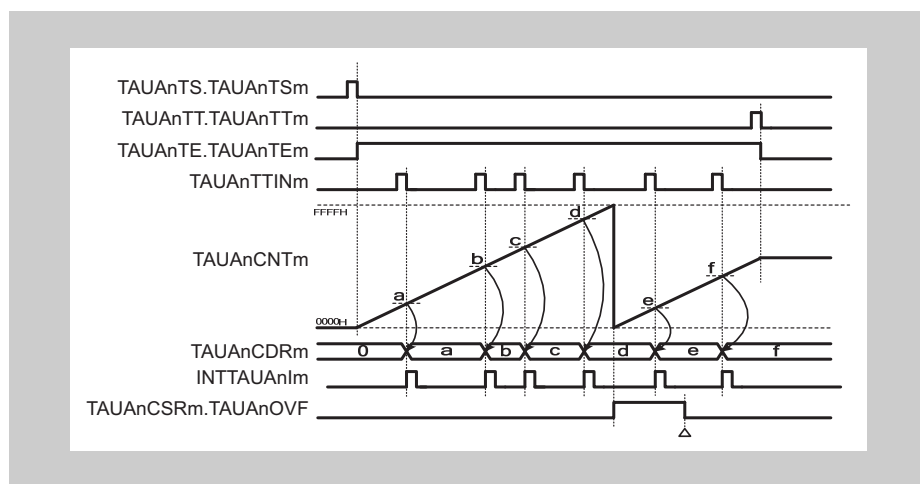 TAUAnTS.TAUAnTSm
TAUAnTT.TAUAnTTm
TAUAnTE.TAUAnTEm
TAUAnTTINm
FFFFH
d
c
b
TAUAnCNTm
f
a
e
0000H
TAUAnCDRm 0 a b c d e f
INTTAUAnIm
TAUAnCSRm.TAUAnOVF